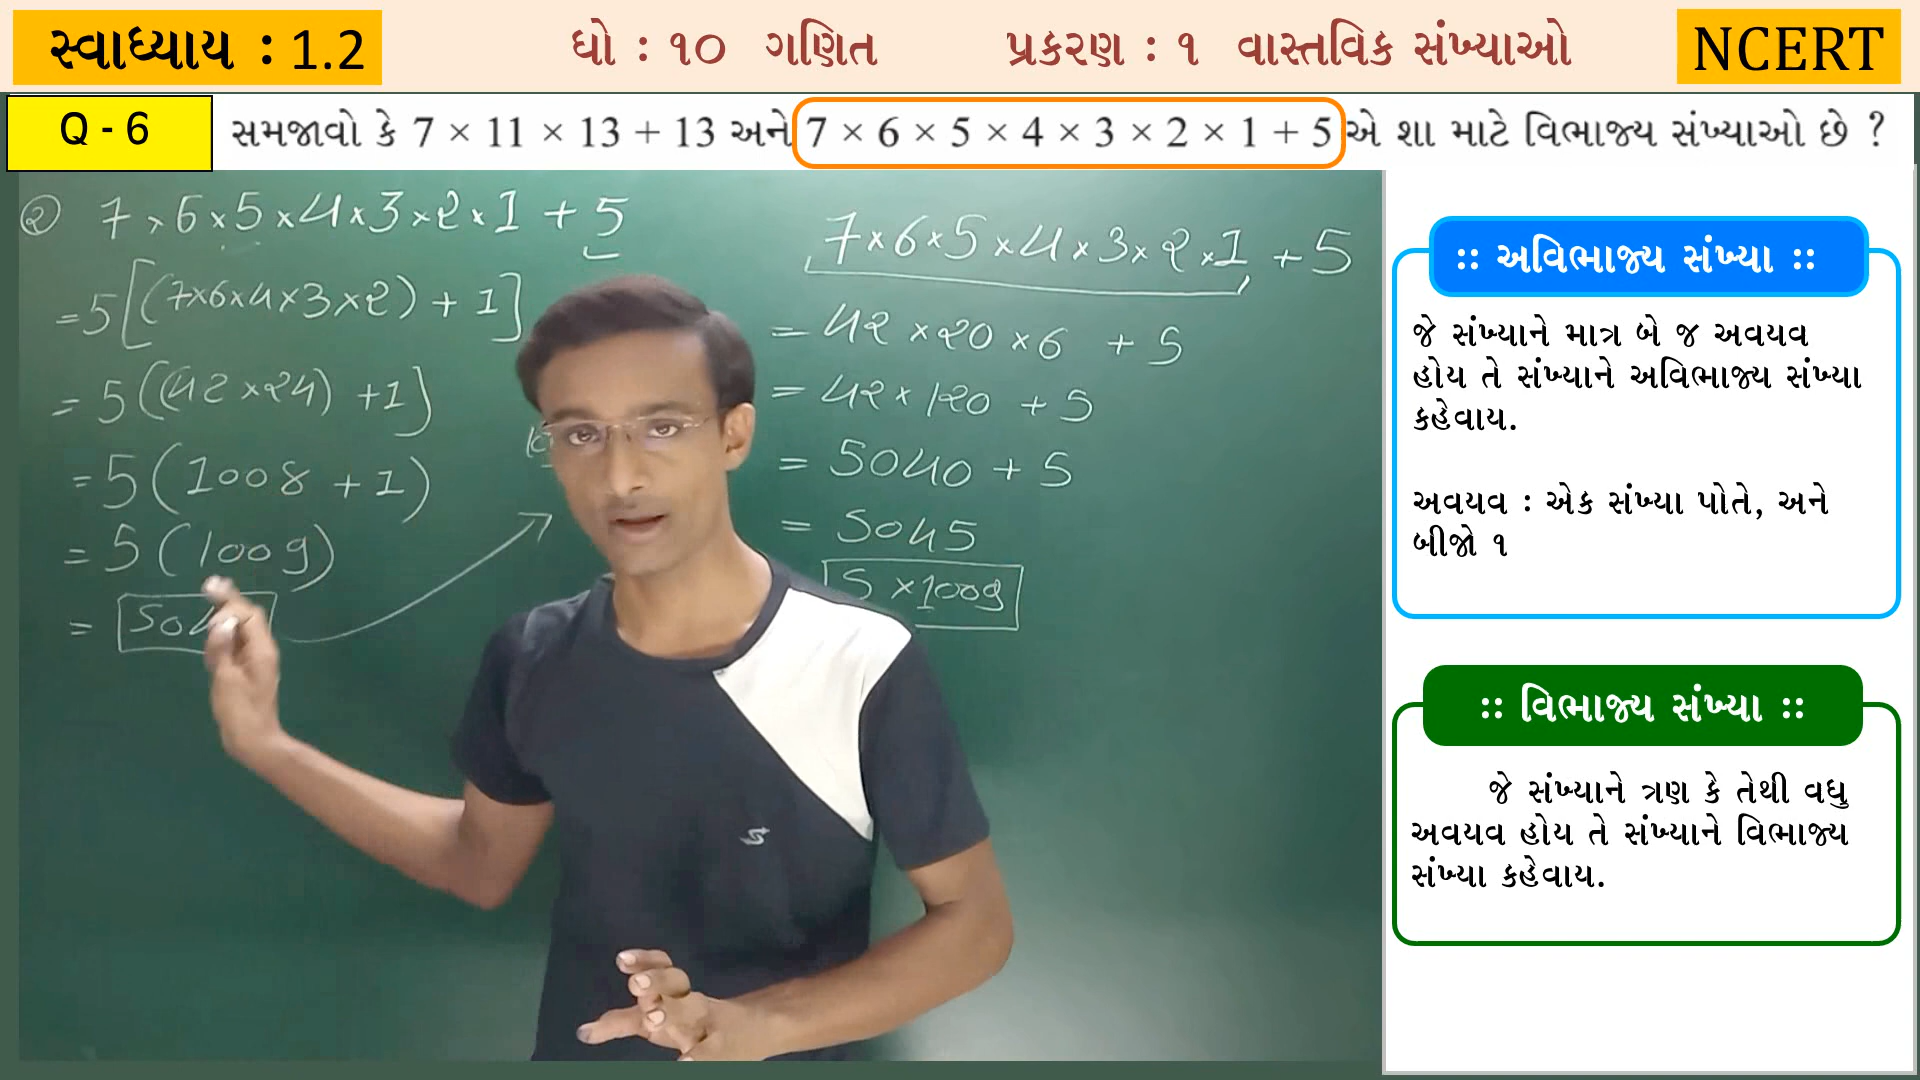 સ્વાધ્યાય : 1.2
ધો : ૧૦ ગણિત
પ્રકરણ : ૧ વાસ્તવિક સંખ્યાઓ
NCERT
Q - 6
સમજાવો કે 7 × 11 × 13 + 13 અને 7 × 6 × 5 × 4 × 3 × 2 × 1 + 5 એ શા માટે વિભાજ્ય સંખ્યાઓ છે ?
૨ 7 × 6 × 5 × 4 × 3 × 2 × 1 + 5
= 5 [(7×6×4×3×2) + 1]
= 5 ((42 × 24) + 1)
= 5 (1008 + 1)
= 5 (1009)
=
7 × 6 × 5 × 4 × 3 × 2 × 1 + 5
= 42 × 20 × 6 + 5
= 42 × 120 + 5
= 5040 + 5
= 5045
5 × 1009
:: અવિભાજ્ય સંખ્યા ::
જે સંખ્યાને માત્ર બે જ અવયવ
હોય તે સંખ્યાને અવિભાજ્ય સંખ્યા
કહેવાય.
અવયવ : એક સંખ્યા પોતે, અને
બીજો ૧
:: વિભાજ્ય સંખ્યા ::
જે સંખ્યાને ત્રણ કે તેથી વધુ
અવયવ હોય તે સંખ્યાને વિભાજ્ય
સંખ્યા કહેવાય.